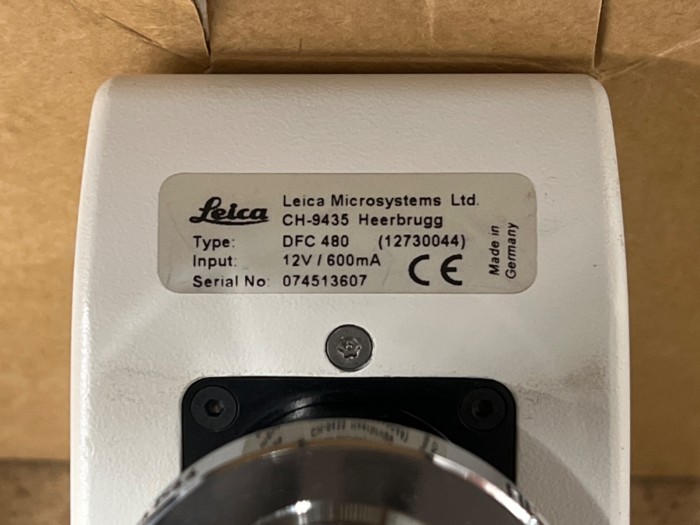 Leica
Leica Microsystems Ltd.
CH-9435 Heerbrugg
Type: DFC 480 (12730044)
Input: 12V / 600mA
Serial No: 074513607
CE
Made in
Germany